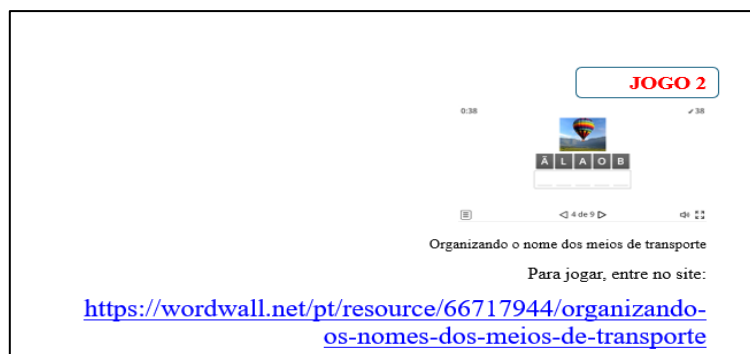 JOGO 2
0:38 ✓38
Ã L A O B
4 de 9
Organizando o nome dos meios de transporte
Para jogar, entre no site:
https://wordwall.net/pt/resource/66717944/organizando-
os-nomes-dos-meios-de-transporte